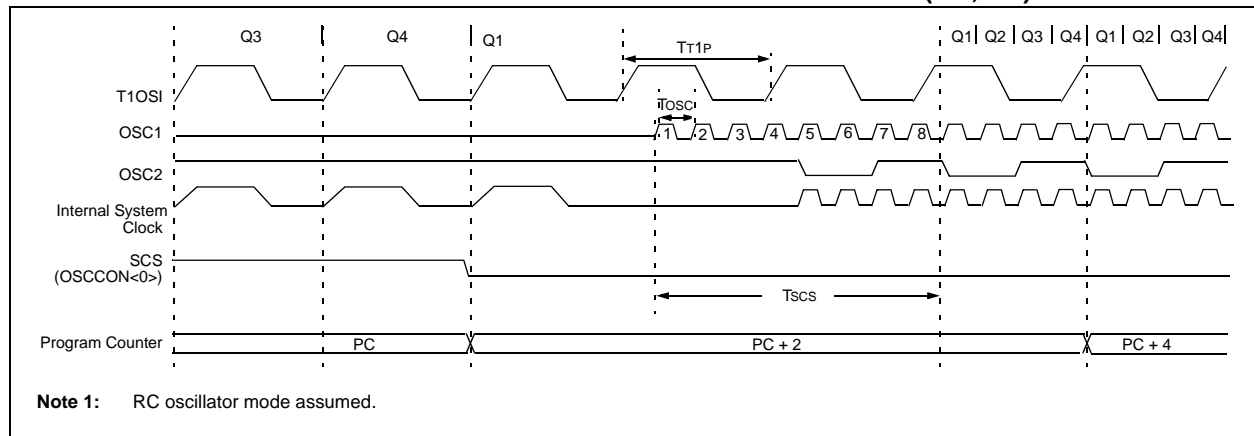 Q3 Q4 Q1 Q1 Q2 Q3 Q4 Q1 Q2 Q3 Q4
TT1P
T1OSI
TOSC
OSC1
1 2 3 4 5 6 7 8
OSC2
Internal System
Clock
SCS
(OSCCON<0>)
TSCS
Program Counter PC PC + 2 PC + 4
Note 1: RC oscillator mode assumed.